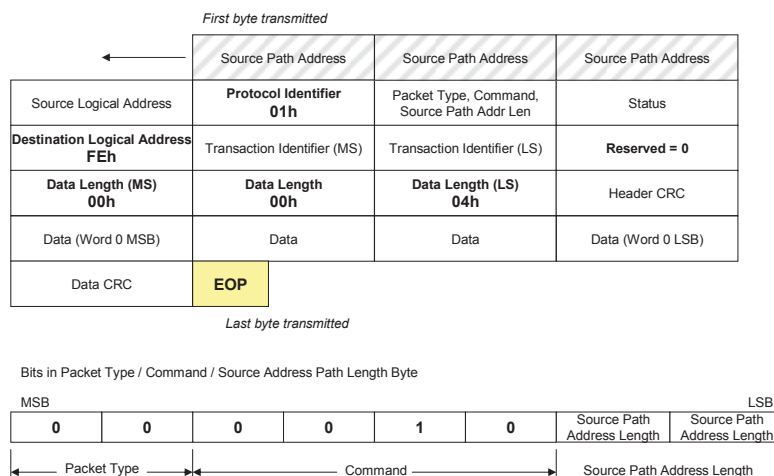 First byte transmitted
Source Path Address Source Path Address Source Path Address
Source Logical Address Protocol Identifier Packet Type, Command, Status
01h Source Path Addr Len
Destination Logical Address Transaction Identifier (MS) Transaction Identifier (LS) Reserved = 0
FEh
Data Length (MS) Data Length Data Length (LS) Header CRC
00h 00h 04h
Data (Word 0 MSB) Data Data Data (Word 0 LSB)
Data CRC EOP
Last byte transmitted
Bits in Packet Type / Command / Source Address Path Length Byte
MSB LSB
0 0 0 0 1 0 Source Path Source Path
Address Length Address Length
Packet Type Command Source Path Address Length